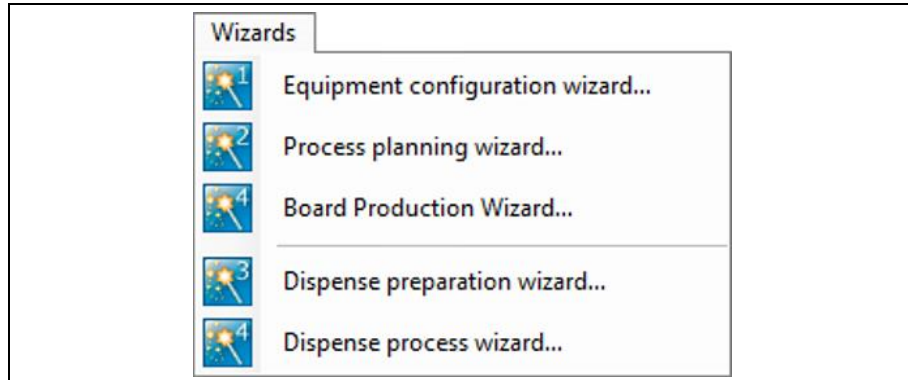 Wizards
1 Equipment configuration wizard...
2 Process planning wizard...
4 Board Production Wizard...
3 Dispense preparation wizard...
4 Dispense process wizard...